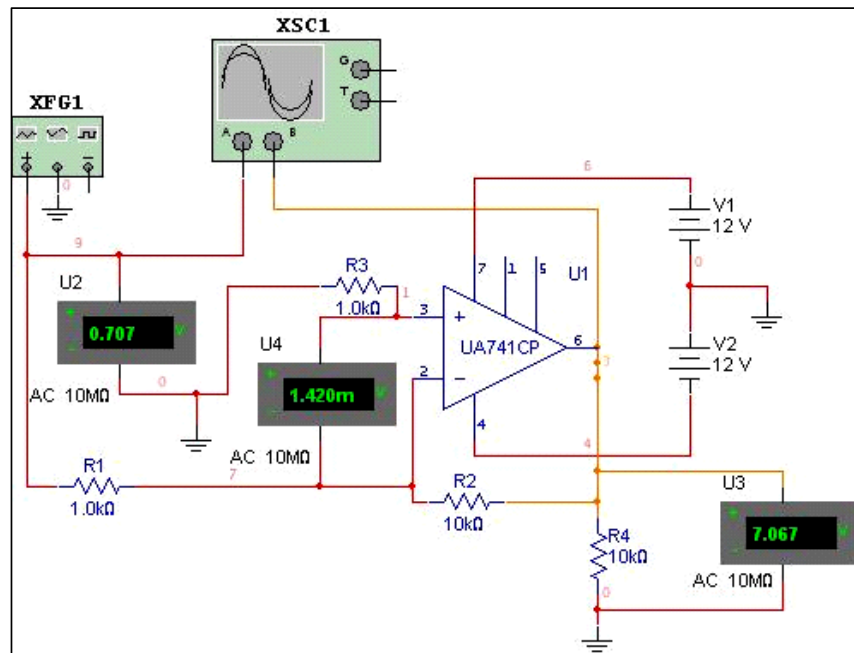 XSC1
G
T
A
B
XFG1
+
−
0
9
6
V1
12 V
0
V2
12 V
4
U2
+
−
0.707
V
AC 10MΩ
0
R3
1.0kΩ
1
U4
+
−
1.420m
V
AC 10MΩ
7
1
5
U1
3
+
UA741CP
6
3
2
−
4
R1
1.0kΩ
7
R2
10kΩ
R4
10kΩ
0
U3
+
−
7.067
V
AC 10MΩ